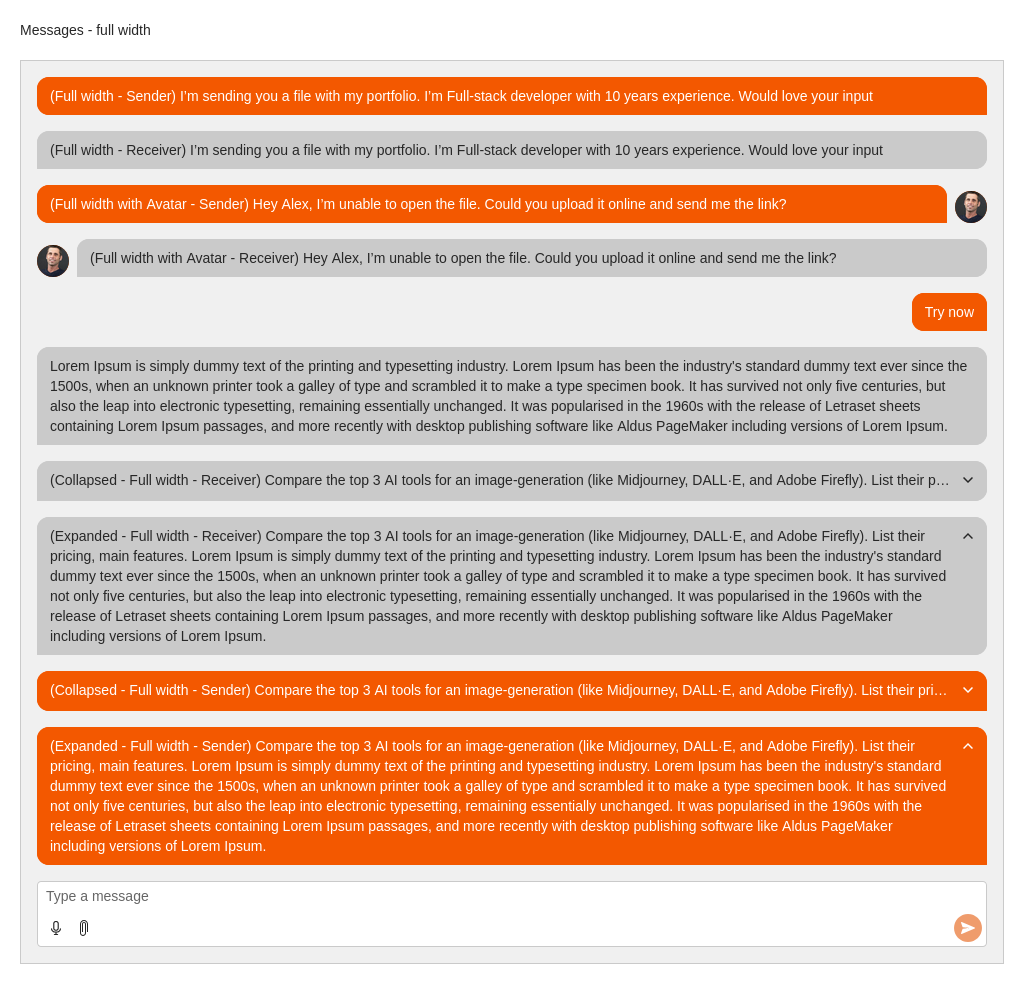 Messages - full width
(Full width - Sender) I’m sending you a file with my portfolio. I’m Full-stack developer with 10 years experience. Would love your input
(Full width - Receiver) I’m sending you a file with my portfolio. I’m Full-stack developer with 10 years experience. Would love your input
(Full width with Avatar - Sender) Hey Alex, I’m unable to open the file. Could you upload it online and send me the link?
(Full width with Avatar - Receiver) Hey Alex, I’m unable to open the file. Could you upload it online and send me the link?
Try now
Lorem Ipsum is simply dummy text of the printing and typesetting industry. Lorem Ipsum has been the industry's standard dummy text ever since the
1500s, when an unknown printer took a galley of type and scrambled it to make a type specimen book. It has survived not only five centuries, but
also the leap into electronic typesetting, remaining essentially unchanged. It was popularised in the 1960s with the release of Letraset sheets
containing Lorem Ipsum passages, and more recently with desktop publishing software like Aldus PageMaker including versions of Lorem Ipsum.
(Collapsed - Full width - Receiver) Compare the top 3 AI tools for an image-generation (like Midjourney, DALL·E, and Adobe Firefly). List their p…
(Expanded - Full width - Receiver) Compare the top 3 AI tools for an image-generation (like Midjourney, DALL·E, and Adobe Firefly). List their
pricing, main features. Lorem Ipsum is simply dummy text of the printing and typesetting industry. Lorem Ipsum has been the industry's standard
dummy text ever since the 1500s, when an unknown printer took a galley of type and scrambled it to make a type specimen book. It has survived
not only five centuries, but also the leap into electronic typesetting, remaining essentially unchanged. It was popularised in the 1960s with the
release of Letraset sheets containing Lorem Ipsum passages, and more recently with desktop publishing software like Aldus PageMaker
including versions of Lorem Ipsum.
(Collapsed - Full width - Sender) Compare the top 3 AI tools for an image-generation (like Midjourney, DALL·E, and Adobe Firefly). List their pri…
(Expanded - Full width - Sender) Compare the top 3 AI tools for an image-generation (like Midjourney, DALL·E, and Adobe Firefly). List their
pricing, main features. Lorem Ipsum is simply dummy text of the printing and typesetting industry. Lorem Ipsum has been the industry's standard
dummy text ever since the 1500s, when an unknown printer took a galley of type and scrambled it to make a type specimen book. It has survived
not only five centuries, but also the leap into electronic typesetting, remaining essentially unchanged. It was popularised in the 1960s with the
release of Letraset sheets containing Lorem Ipsum passages, and more recently with desktop publishing software like Aldus PageMaker
including versions of Lorem Ipsum.
Type a message